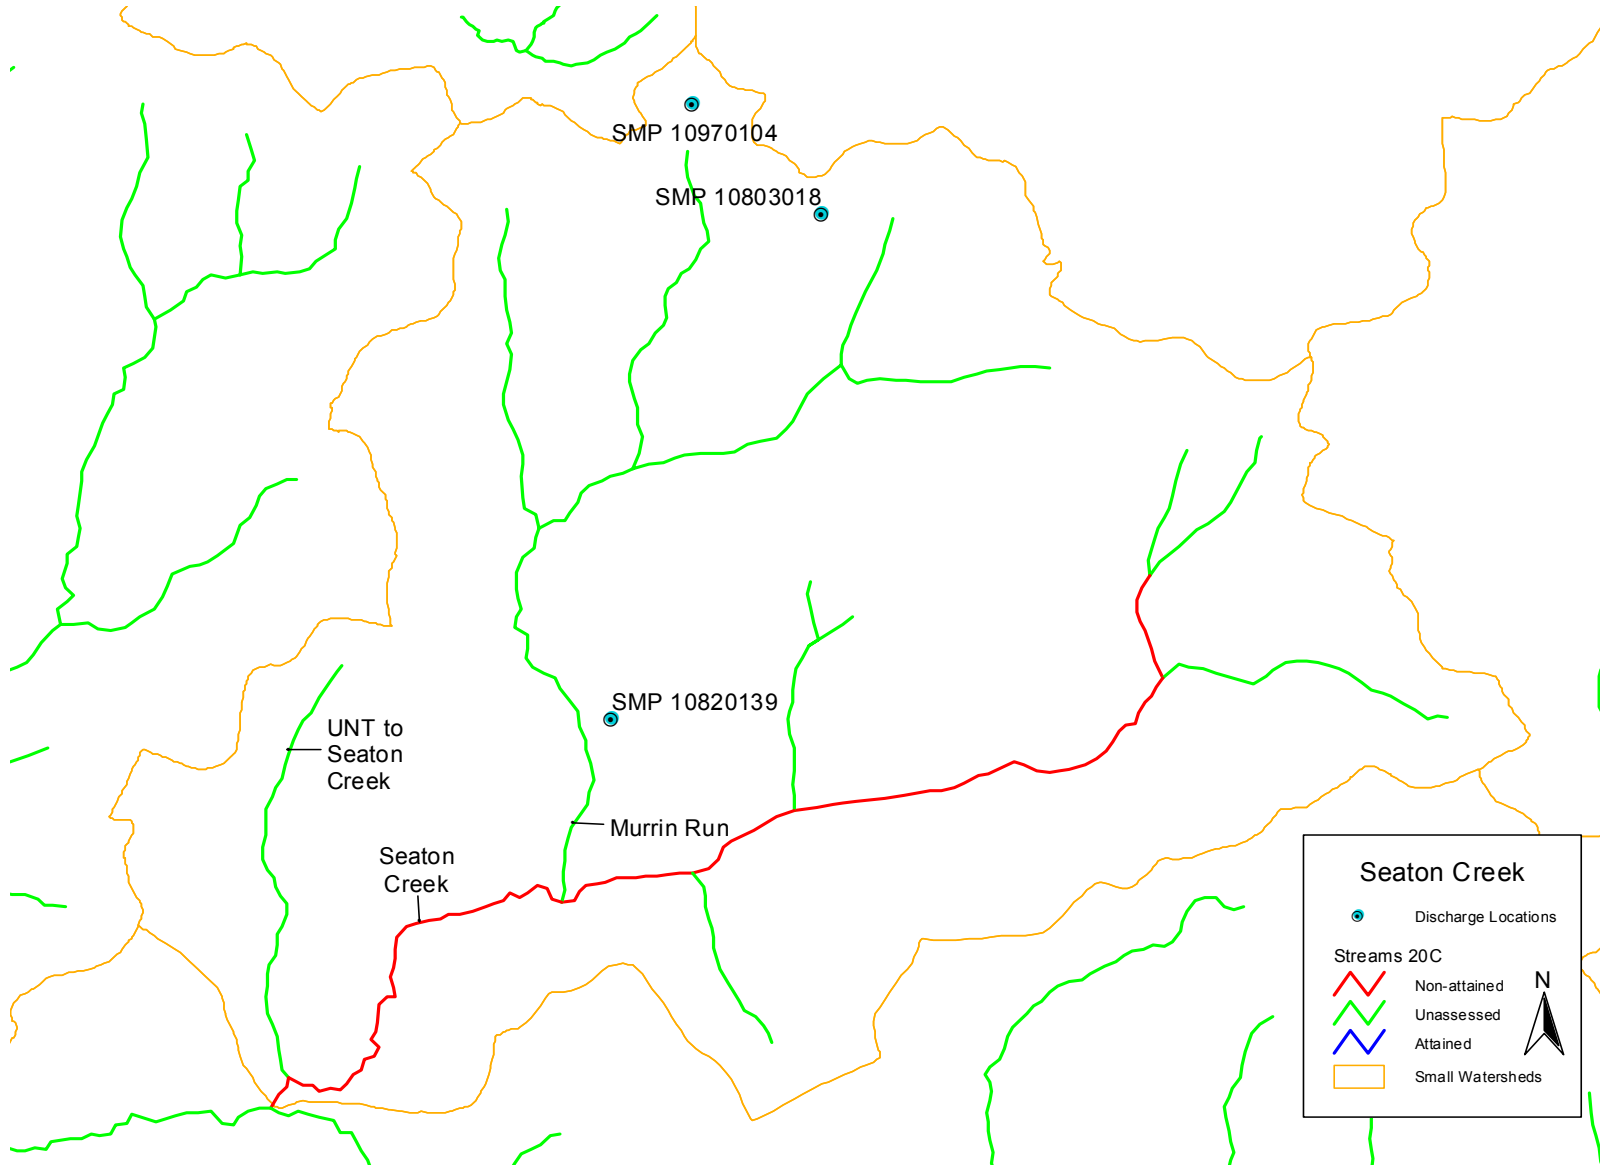 SMP 10970104
SMP 10803018
SMP 10820139
UNT to
Seaton
Creek
Murrin Run
Seaton
Creek
Seaton Creek
Discharge Locations
Streams 20C
Non-attained
N
Unassessed
Attained
Small Watersheds